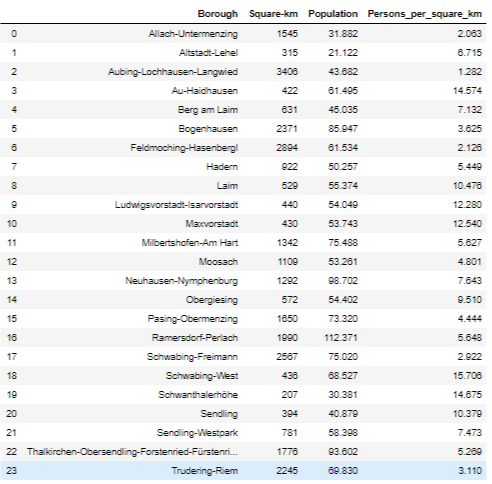 Borough Square-km Population Persons_per_square_km
0 Allach-Untermenzing 1545 31.882 2.063
1 Altstadt-Lehel 315 21.122 6.715
2 Aubing-Lochhausen-Langwied 3406 43.682 1.282
3 Au-Haidhausen 422 61.495 14.574
4 Berg am Laim 631 45.035 7.132
5 Bogenhausen 2371 85.947 3.625
6 Feldmoching-Hasenbergl 2894 61.534 2.126
7 Hadern 922 50.257 5.449
8 Laim 529 55.374 10.476
9 Ludwigsvorstadt-Isarvorstadt 440 54.049 12.280
10 Maxvorstadt 430 53.743 12.540
11 Milbertshofen-Am Hart 1342 75.488 5.627
12 Moosach 1109 53.261 4.801
13 Neuhausen-Nymphenburg 1292 98.702 7.643
14 Obergiesing 572 54.402 9.510
15 Pasing-Obermenzing 1650 73.320 4.444
16 Ramersdorf-Perlach 1990 112.371 5.648
17 Schwabing-Freimann 2567 75.020 2.922
18 Schwabing-West 436 68.527 15.706
19 Schwanthalerhöhe 207 30.381 14.675
20 Sendling 394 40.879 10.379
21 Sendling-Westpark 781 58.398 7.473
22 Thalkirchen-Obersendling-Forstenried-Fürstenri... 1776 93.602 5.269
23 Trudering-Riem 2245 69.830 3.110